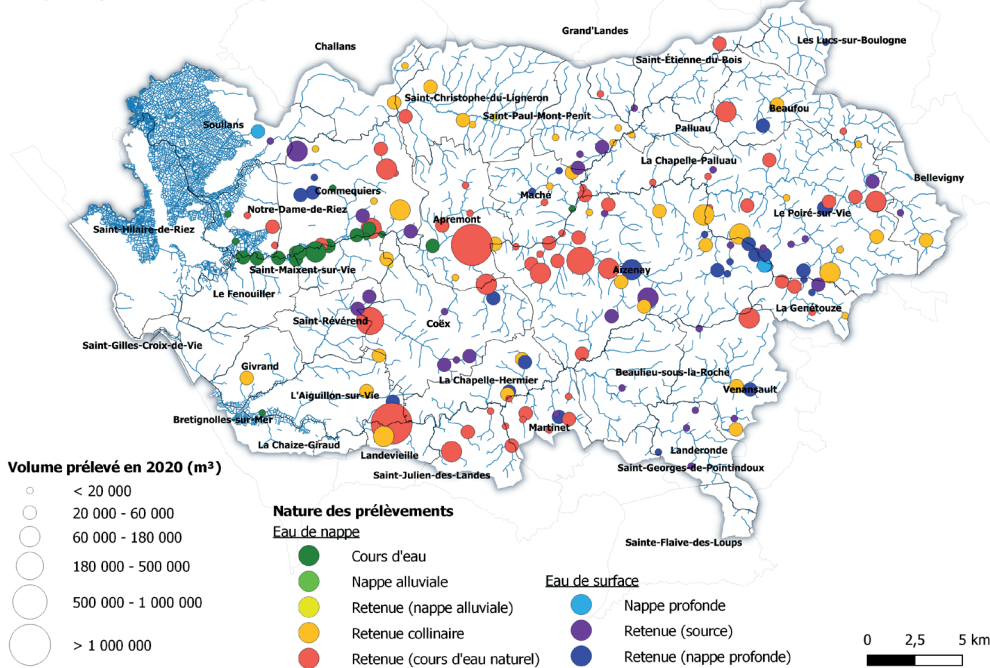 Grand'Landes
Les Lucs-sur-Boulogne
Challans
Saint-Étienne-du-Bois
Saint-Christophe-du-Ligneron
Beaufou
Saint-Paul-Mont-Penit
Soullans
Palluau
La Chapelle-Palluau
Bellevigny
Commequiers
Mâché
Notre-Dame-de-Riez
Le Poiré-sur-Vie
Apremont
Saint-Hilaire-de-Riez
Saint-Maixent-sur-Vie
Aizenay
Le Fenouiller
La Genétouze
Saint-Révérend
Coëx
Saint-Gilles-Croix-de-Vie
Givrand
Beaulieu-sous-la-Roche
La Chapelle-Hermier
Venansault
L'Aiguillon-sur-Vie
Bretignolles-sur-Mer
Martinet
La Chaize-Giraud
Landevieille
Landeronde
Saint-Georges-de-Pointindoux
Saint-Julien-des-Landes
Sainte-Flaive-des-Loups
Volume prélevé en 2020 (m³)
< 20 000
20 000 - 60 000
60 000 - 180 000
180 000 - 500 000
500 000 - 1 000 000
> 1 000 000
Nature des prélèvements
Eau de nappe
Cours d'eau
Nappe alluviale
Retenue (nappe alluviale)
Retenue collinaire
Retenue (cours d'eau naturel)
Eau de surface
Nappe profonde
Retenue (source)
Retenue (nappe profonde)
0 2,5 5 km